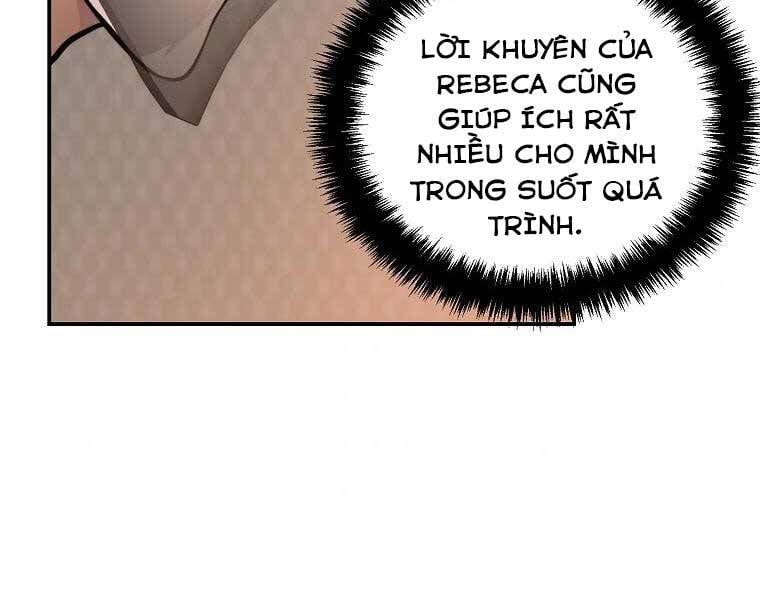 LỜI KHUYÊN CỦA
REBECA CŨNG
GIÚP ÍCH RẤT
NHIỀU CHO MÌNH
TRONG SUỐT QUÁ
TRÌNH.